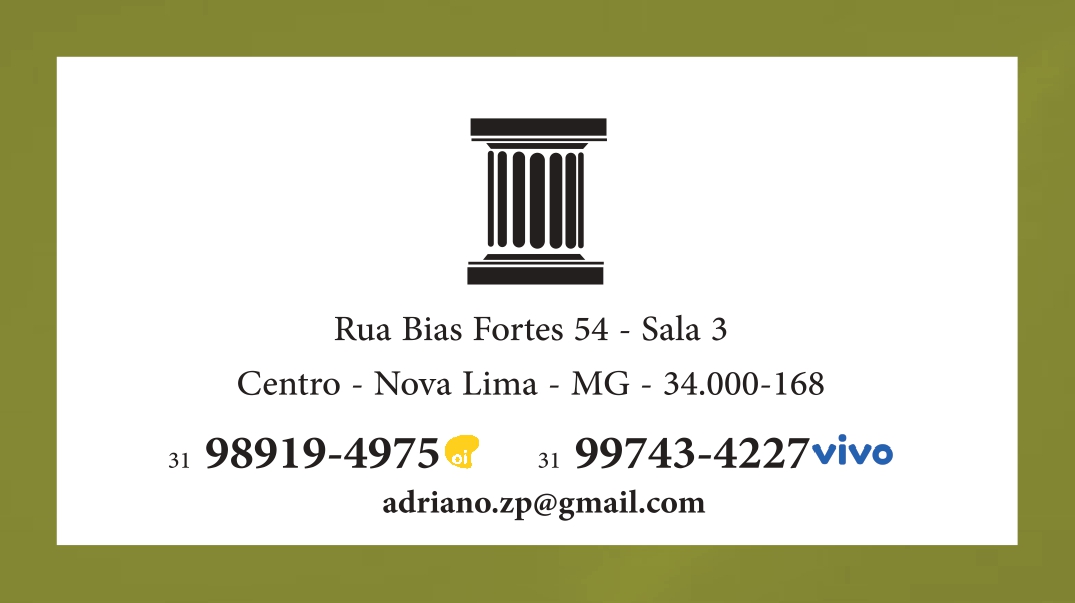 Rua Bias Fortes 54 - Sala 3
Centro - Nova Lima - MG - 34.000-168
31 98919-4975 oi 31 99743-4227 vivo
adriano.zp@gmail.com